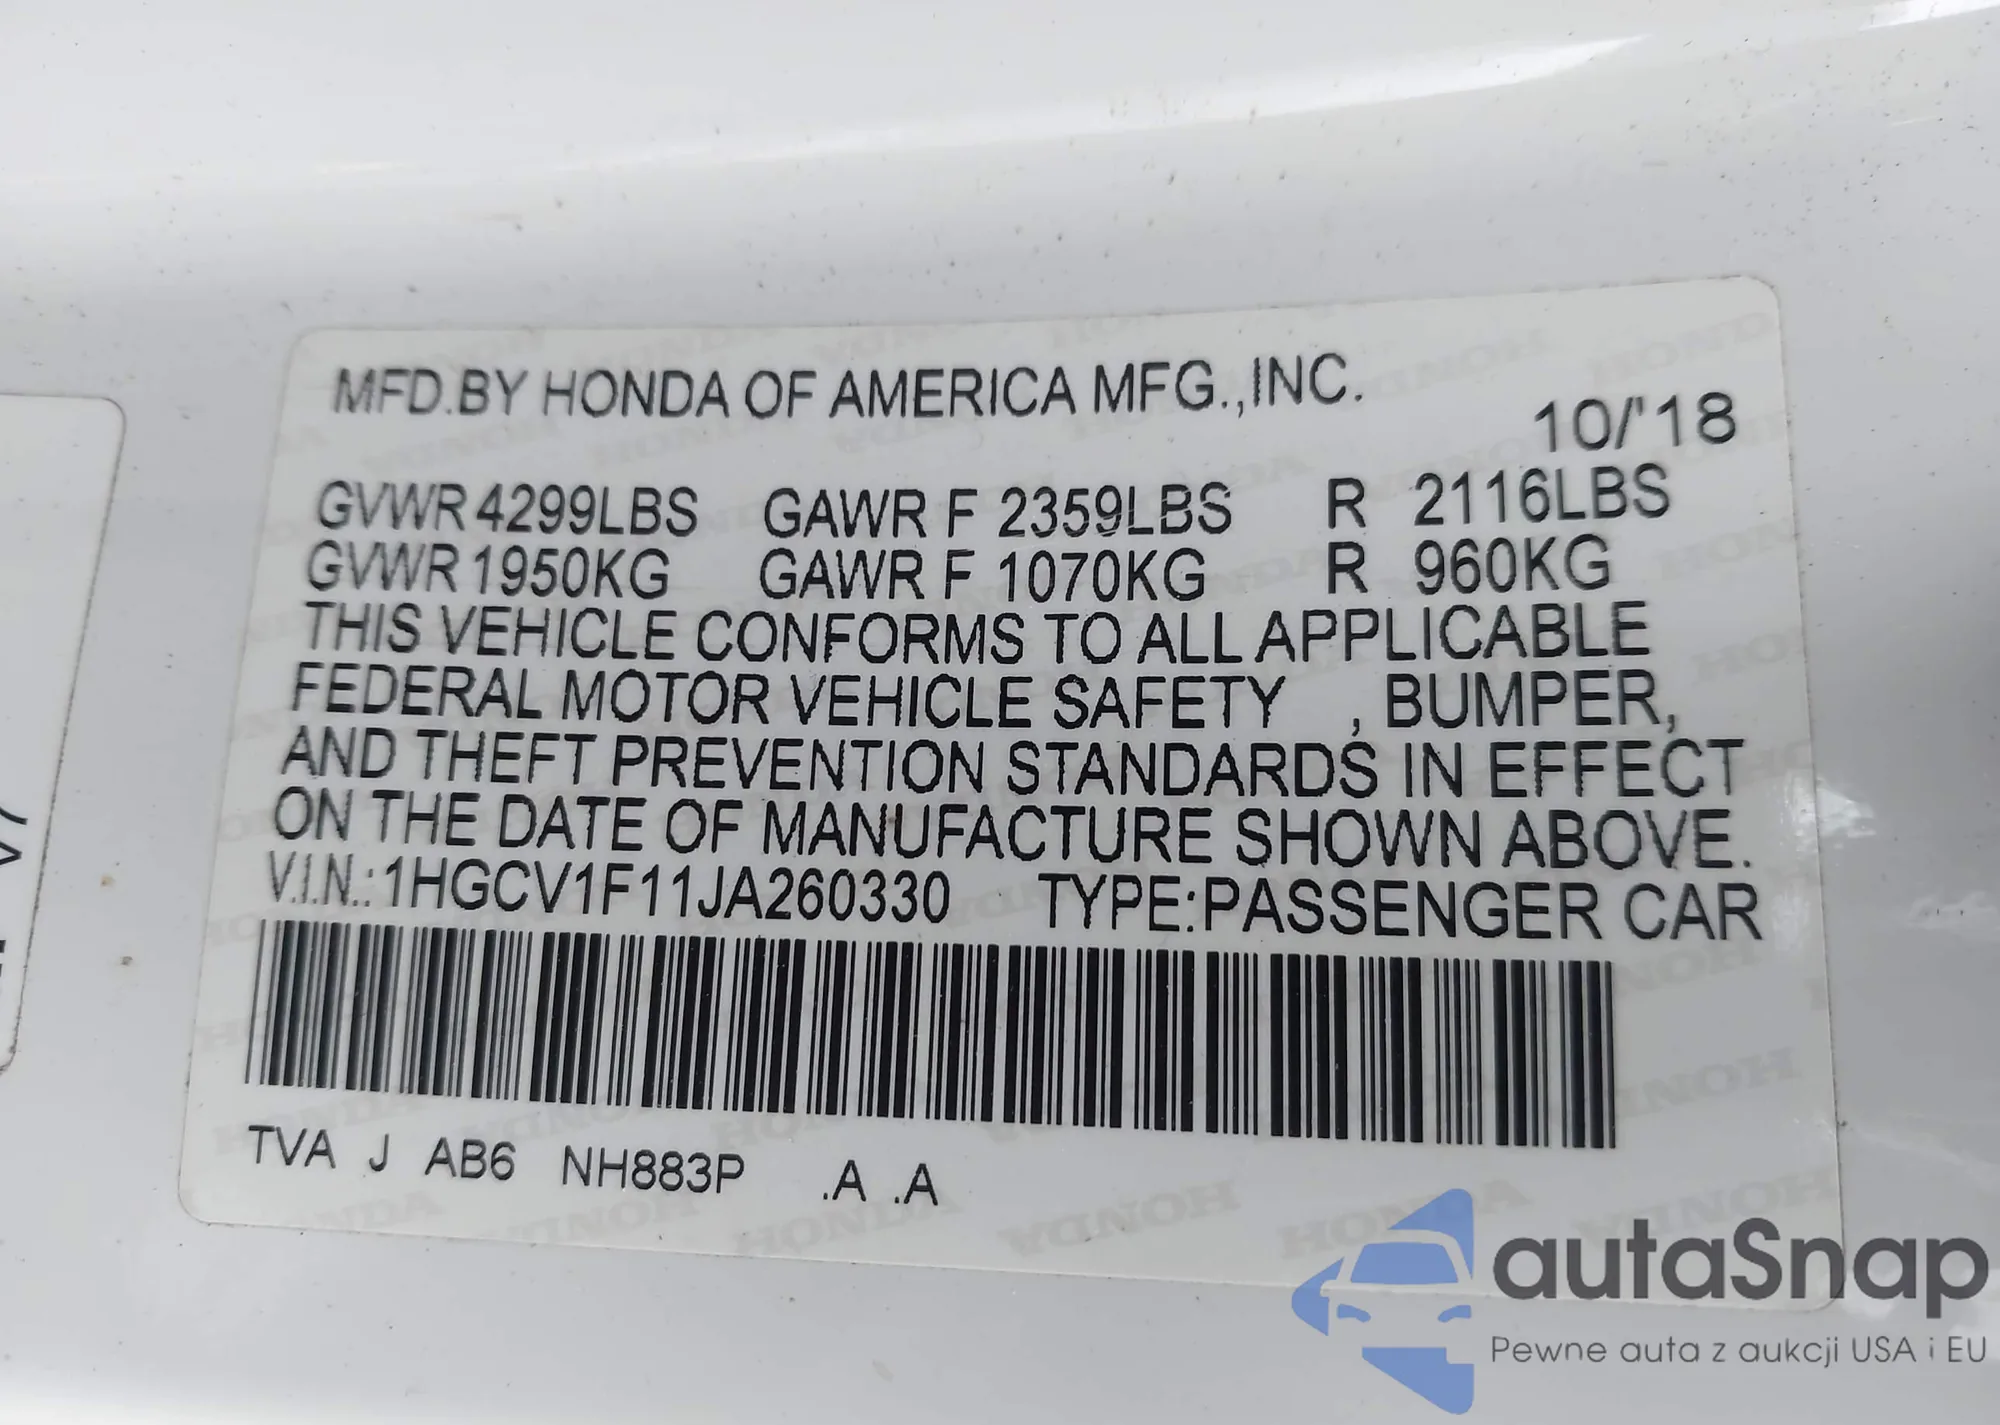 MFD.BY HONDA OF AMERICA MFG.,INC.
10/'18
GVWR 4299LBS GAWR F 2359LBS R 2116LBS
GVWR 1950KG GAWR F 1070KG R 960KG
THIS VEHICLE CONFORMS TO ALL APPLICABLE
FEDERAL MOTOR VEHICLE SAFETY , BUMPER,
AND THEFT PREVENTION STANDARDS IN EFFECT
ON THE DATE OF MANUFACTURE SHOWN ABOVE.
V.I.N.:1HGCV1F11JA260330 TYPE:PASSENGER CAR
TVA J AB6 NH883P .A .A
autaSnap
Pewne auta z aukcji USA i EU